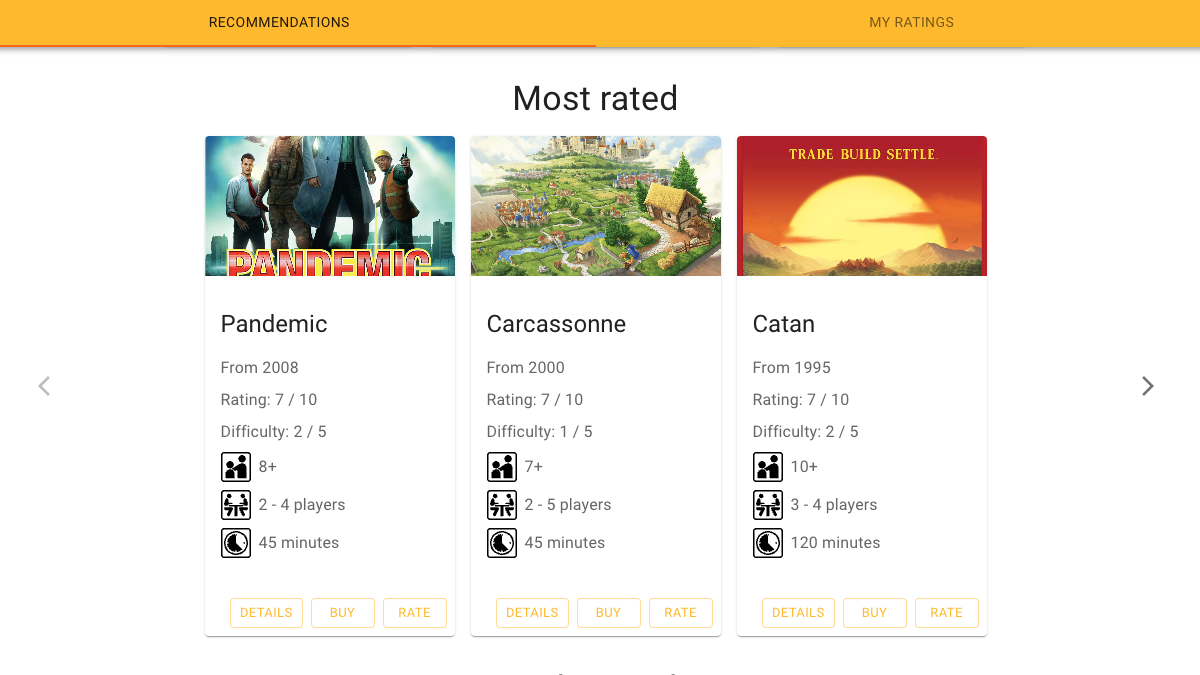 RECOMMENDATIONS
MY RATINGS
Most rated
PANDEMIC
TRADE BUILD SETTLE.
Pandemic
From 2008
Rating: 7 / 10
Difficulty: 2 / 5
8+
2 - 4 players
45 minutes
DETAILS
BUY
RATE
Carcassonne
From 2000
Rating: 7 / 10
Difficulty: 1 / 5
7+
2 - 5 players
45 minutes
DETAILS
BUY
RATE
Catan
From 1995
Rating: 7 / 10
Difficulty: 2 / 5
10+
3 - 4 players
120 minutes
DETAILS
BUY
RATE